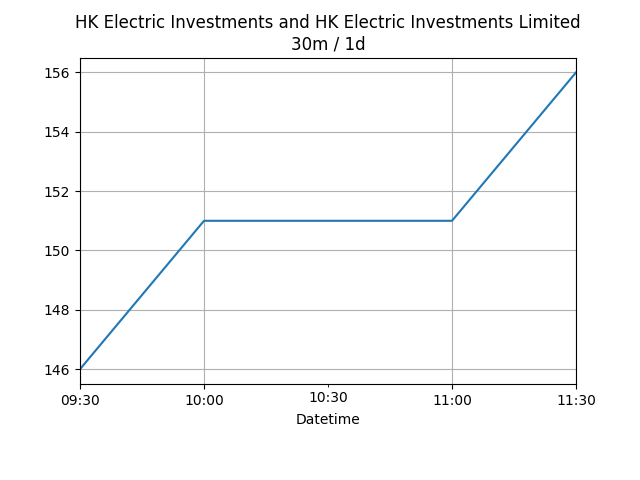 HK Electric Investments and HK Electric Investments Limited
30m / 1d
156
154
152
150
148
146
09:30 10:00 10:30 11:00 11:30
Datetime